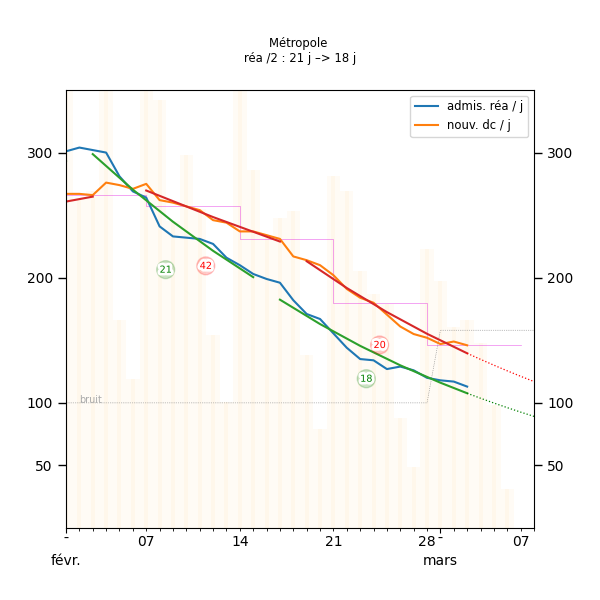 Métropole
réa /2 : 21 j –> 18 j
admis. réa / j
nouv. dc / j
300
300
200
200
100
100
50
50
21
42
20
18
bruit
07
14
21
28
07
févr.
mars